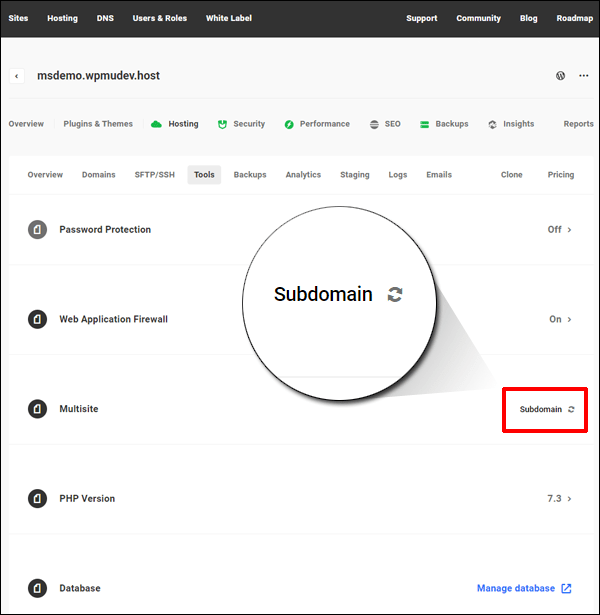 Sites Hosting DNS Users & Roles White Label Support Community Blog Roadmap
msdemo.wpmudev.host
Overview Plugins & Themes Hosting Security Performance SEO Backups Insights Reports
Overview Domains SFTP/SSH Tools Backups Analytics Staging Logs Emails Clone Pricing
Password Protection Off
Subdomain
Web Application Firewall On
Multisite Subdomain
PHP Version 7.3
Database Manage database